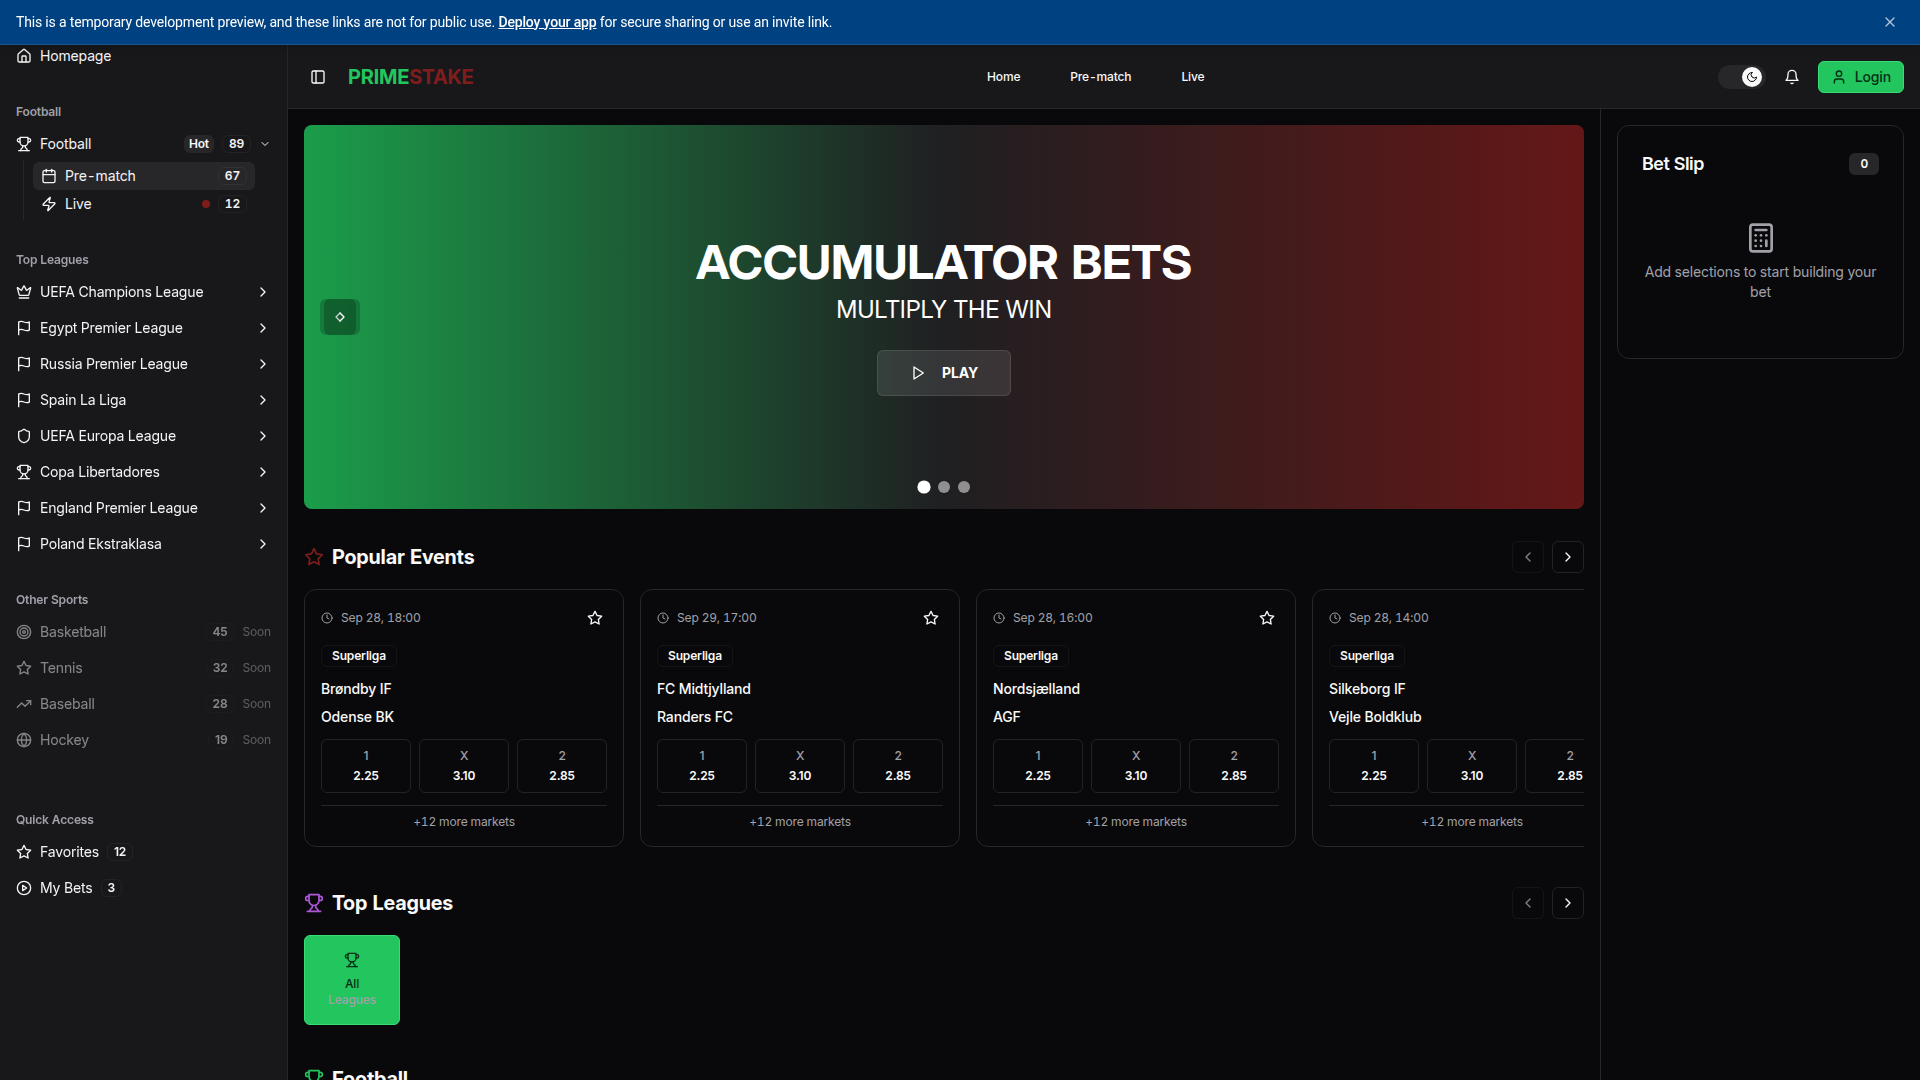 This is a temporary development preview, and these links are not for public use. Deploy your app for secure sharing or use an invite link.
Homepage
Football
Football Hot 89
Pre-match 67
Live 12
Top Leagues
UEFA Champions League
Egypt Premier League
Russia Premier League
Spain La Liga
UEFA Europa League
Copa Libertadores
England Premier League
Poland Ekstraklasa
Other Sports
Basketball 45 Soon
Tennis 32 Soon
Baseball 28 Soon
Hockey 19 Soon
Quick Access
Favorites 12
My Bets 3
PRIMESTAKE
Home Pre-match Live
Login
ACCUMULATOR BETS
MULTIPLY THE WIN
PLAY
Popular Events
Sep 28, 18:00
Superliga
Brøndby IF
Odense BK
1 X 2
2.25 3.10 2.85
+12 more markets
Sep 29, 17:00
Superliga
FC Midtjylland
Randers FC
1 X 2
2.25 3.10 2.85
+12 more markets
Sep 28, 16:00
Superliga
Nordsjælland
AGF
1 X 2
2.25 3.10 2.85
+12 more markets
Sep 28, 14:00
Superliga
Silkeborg IF
Vejle Boldklub
1 X 2
2.25 3.10 2.85
+12 more markets
Top Leagues
All
Leagues
Football
Bet Slip 0
Add selections to start building your
bet